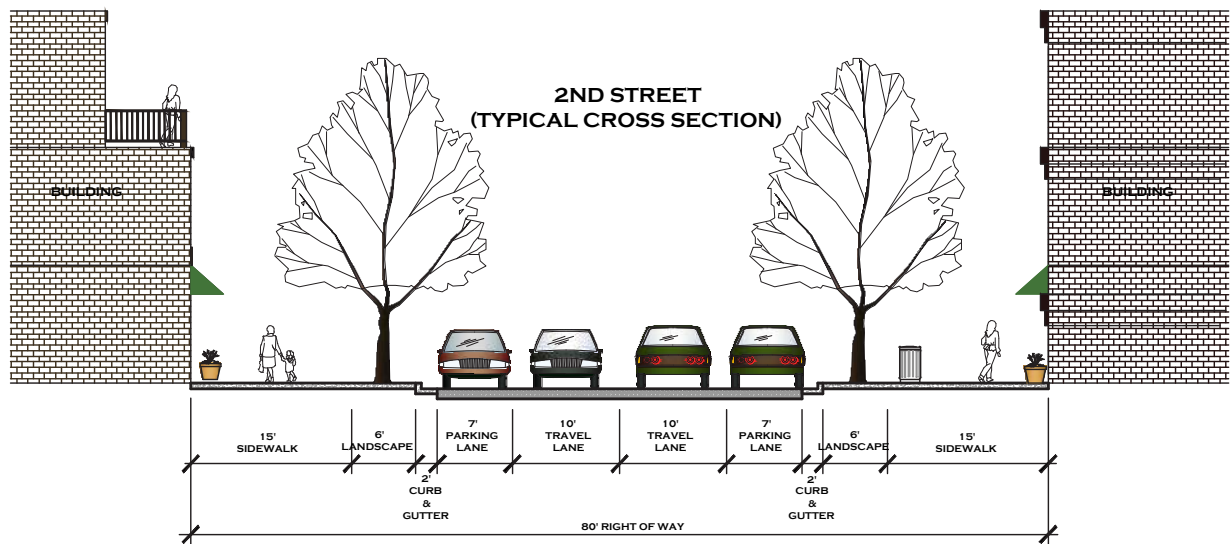 2ND STREET
(TYPICAL CROSS SECTION)
BUILDING
BUILDING
15'
SIDEWALK
6'
LANDSCAPE
2'
CURB
&
GUTTER
7'
PARKING
LANE
10'
TRAVEL
LANE
10'
TRAVEL
LANE
7'
PARKING
LANE
2'
CURB
&
GUTTER
6'
LANDSCAPE
15'
SIDEWALK
80' RIGHT OF WAY